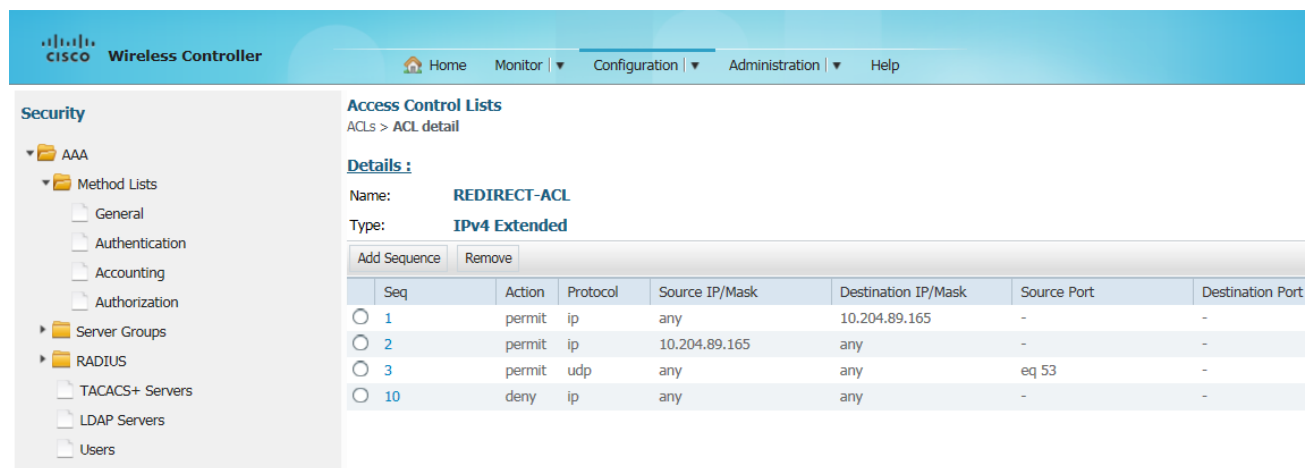 CISCO Wireless Controller
Home Monitor Configuration Administration Help
Security
AAA
Method Lists
General
Authentication
Accounting
Authorization
Server Groups
RADIUS
TACACS+ Servers
LDAP Servers
Users
Access Control Lists
ACLs > ACL detail
Details :
Name: REDIRECT-ACL
Type: IPv4 Extended
Add Sequence Remove
Seq Action Protocol Source IP/Mask Destination IP/Mask Source Port Destination Port
1 permit ip any 10.204.89.165 - -
2 permit ip 10.204.89.165 any - -
3 permit udp any any eq 53 -
10 deny ip any any - -